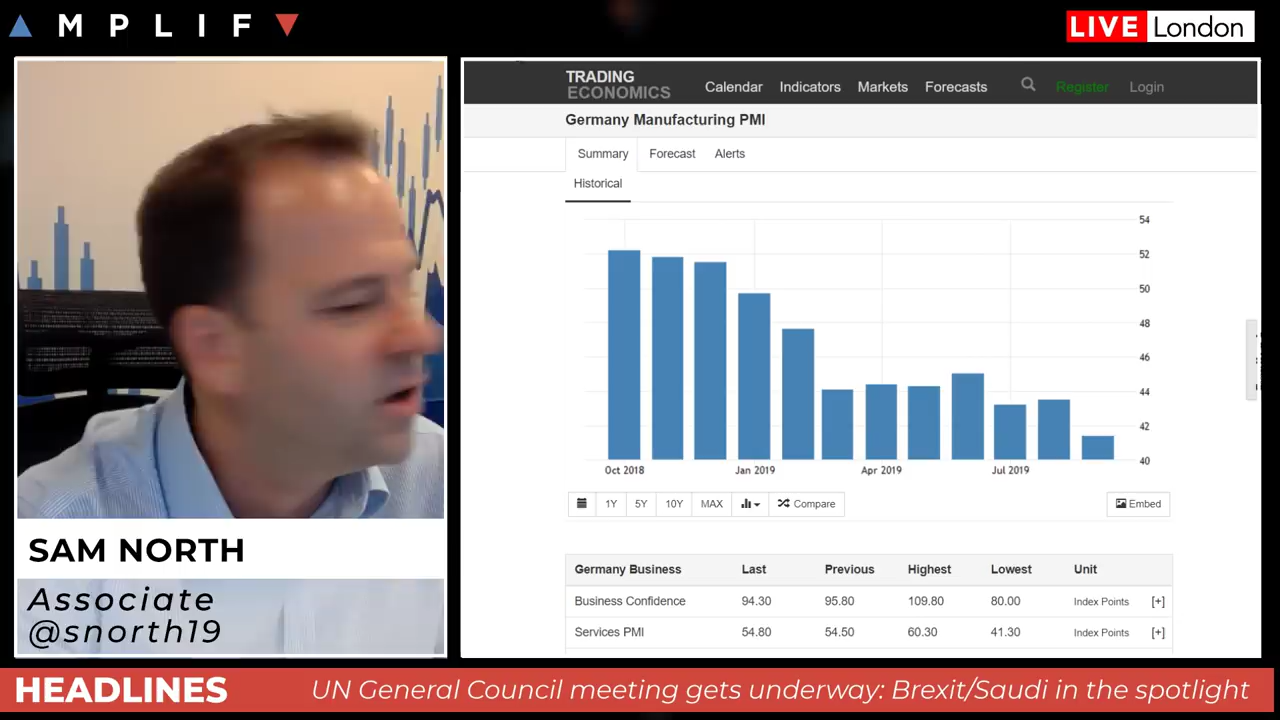 MPLIF
LIVE London
TRADING
ECONOMICS
Calendar Indicators Markets Forecasts Register Login
Germany Manufacturing PMI
Summary Forecast Alerts
Historical
54
52
50
48
46
44
42
40
Oct 2018 Jan 2019 Apr 2019 Jul 2019
1Y 5Y 10Y MAX Compare Embed
Germany Business Last Previous Highest Lowest Unit
Business Confidence 94.30 95.80 109.80 80.00 Index Points [+]
Services PMI 54.80 54.50 60.30 41.30 Index Points [+]
SAM NORTH
Associate
@snorth19
HEADLINES UN General Council meeting gets underway: Brexit/Saudi in the spotlight